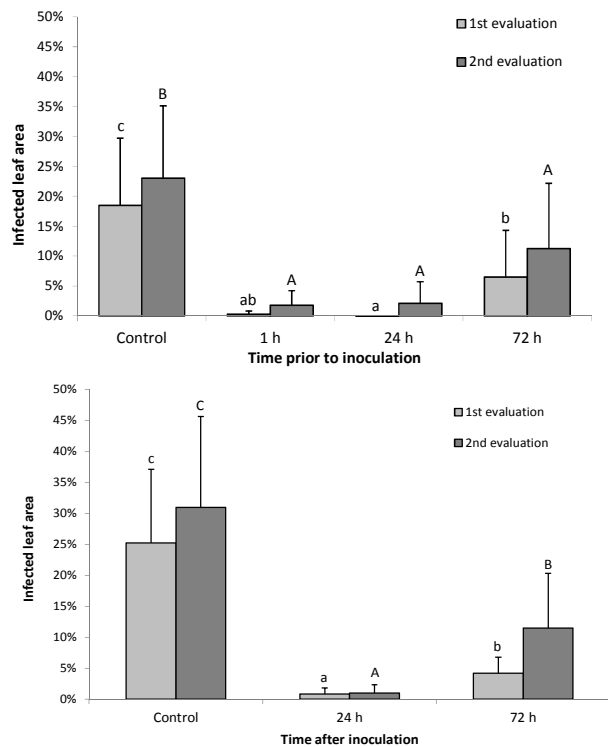 50%
45%
40%
35%
30%
25%
20%
15%
10%
5%
0%
Infected leaf area
1st evaluation
2nd evaluation
c
B
ab
A
a
A
b
A
Control
1 h
24 h
72 h
Time prior to inoculation
50%
45%
40%
35%
30%
25%
20%
15%
10%
5%
0%
Infected leaf area
1st evaluation
2nd evaluation
c
C
a
A
b
B
Control
24 h
72 h
Time after inoculation